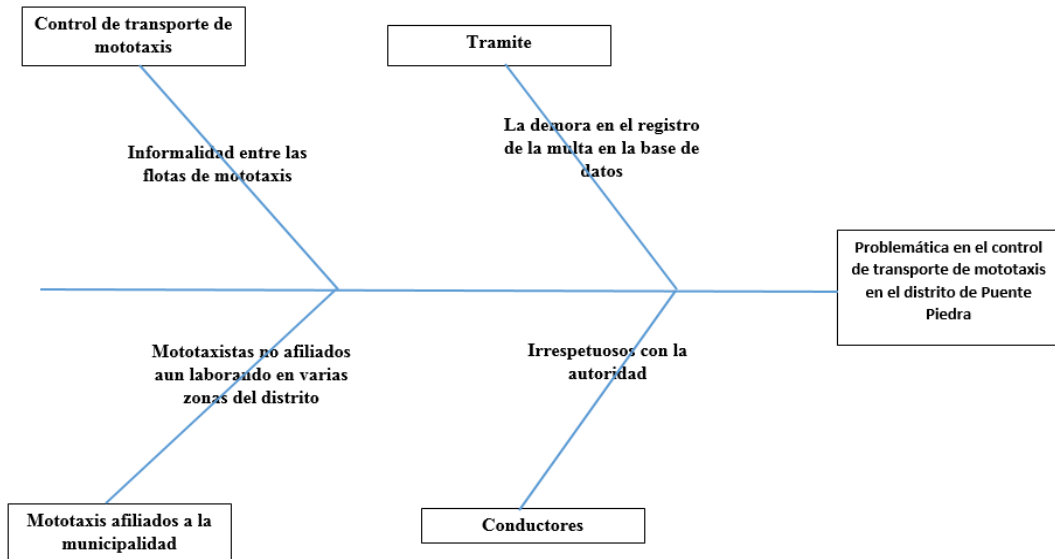 Control de transporte de
mototaxis
Tramite
Informalidad entre las
flotas de mototaxis
La demora en el registro
de la multa en la base de
datos
Problemática en el control
de transporte de mototaxis
en el distrito de Puente
Piedra
Mototaxistas no afiliados
aun laborando en varias
zonas del distrito
Irrespetuosos con la
autoridad
Mototaxis afiliados a la
municipalidad
Conductores